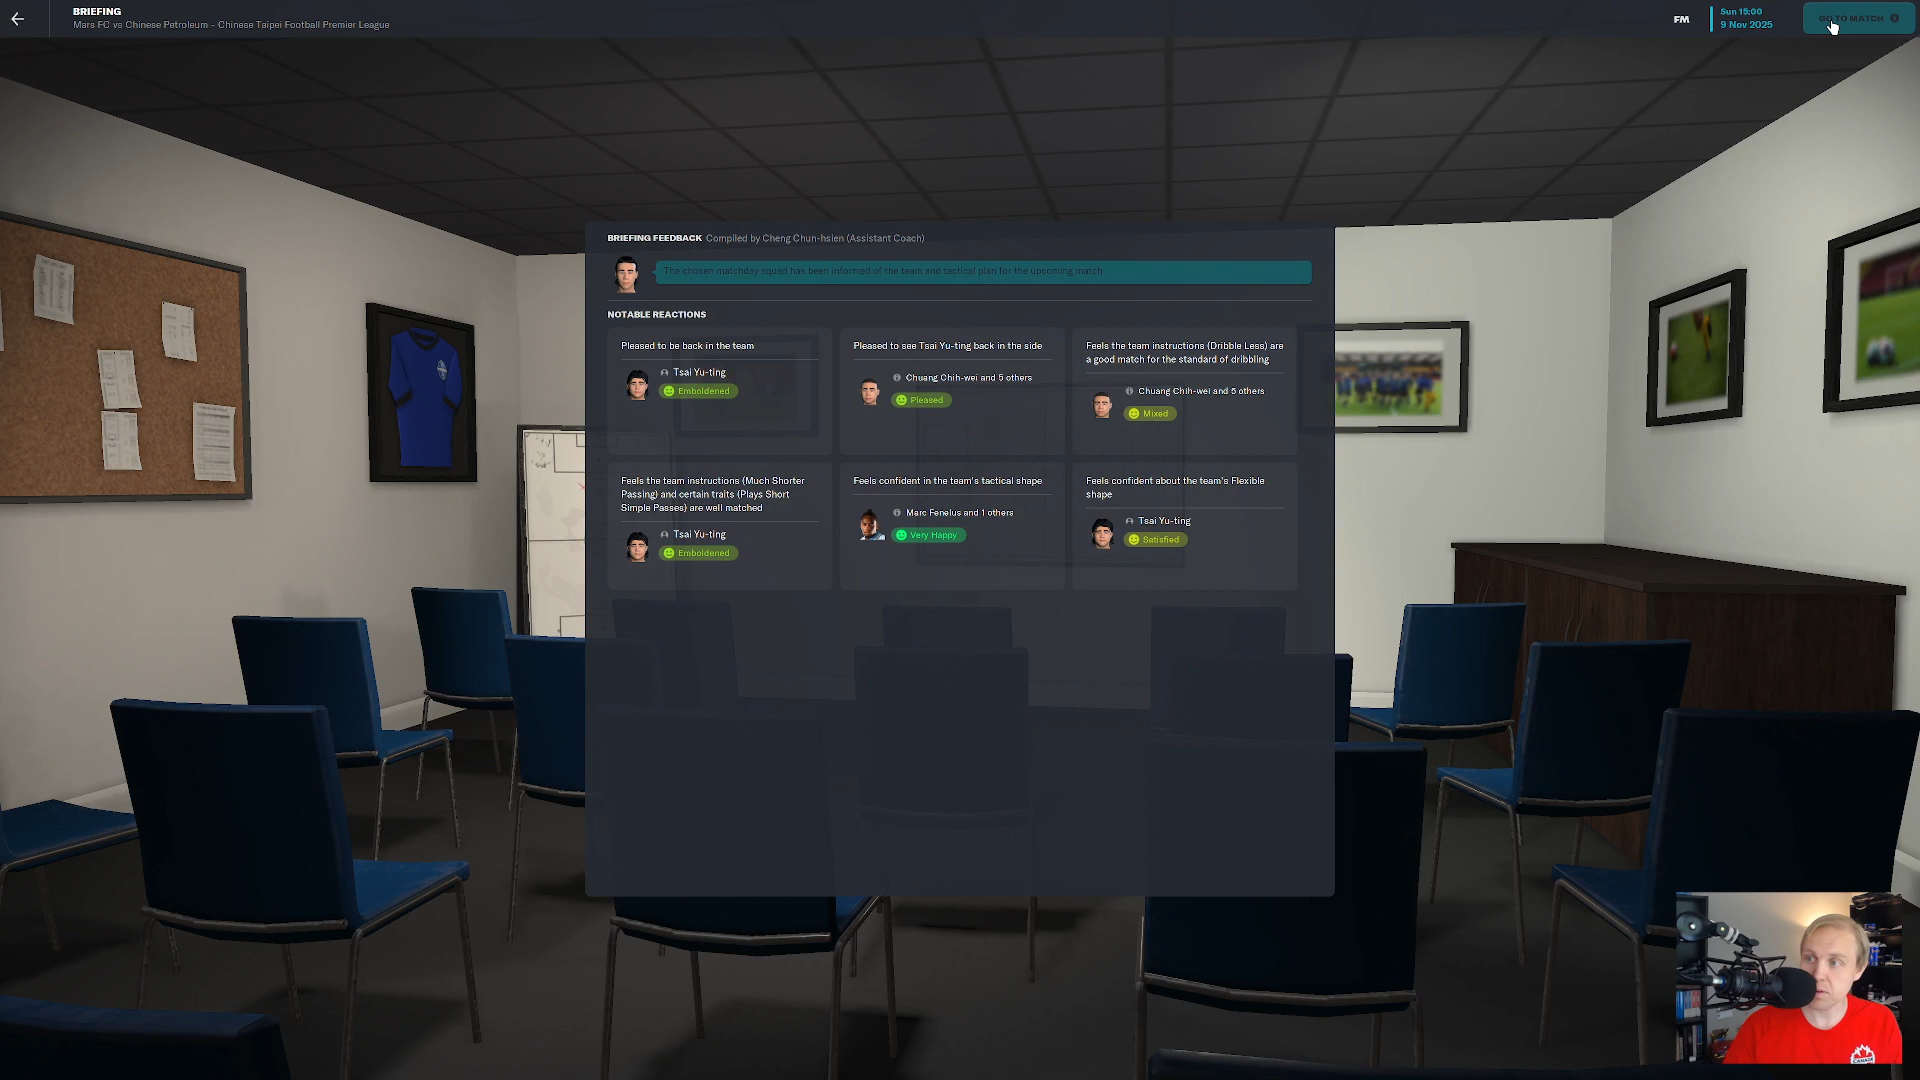 BRIEFING
Mars FC vs Chinese Petroleum - Chinese Taipei Football Premier League
FM
Sun 15:00
9 Nov 2025
GO TO MATCH
BRIEFING FEEDBACK Compiled by Cheng Chun-hsien (Assistant Coach)
The chosen matchday squad has been informed of the team and tactical plan for the upcoming match
NOTABLE REACTIONS
Pleased to be back in the team
Tsai Yu-ting
Emboldened
Pleased to see Tsai Yu-ting back in the side
Chuang Chih-wei and 5 others
Pleased
Feels the team instructions (Dribble Less) are
a good match for the standard of dribbling
Chuang Chih-wei and 5 others
Mixed
Feels the team instructions (Much Shorter
Passing) and certain traits (Plays Short
Simple Passes) are well matched
Tsai Yu-ting
Emboldened
Feels confident in the team's tactical shape
Marc Fenelus and 1 others
Very Happy
Feels confident about the team's Flexible
shape
Tsai Yu-ting
Satisfied
CANADA